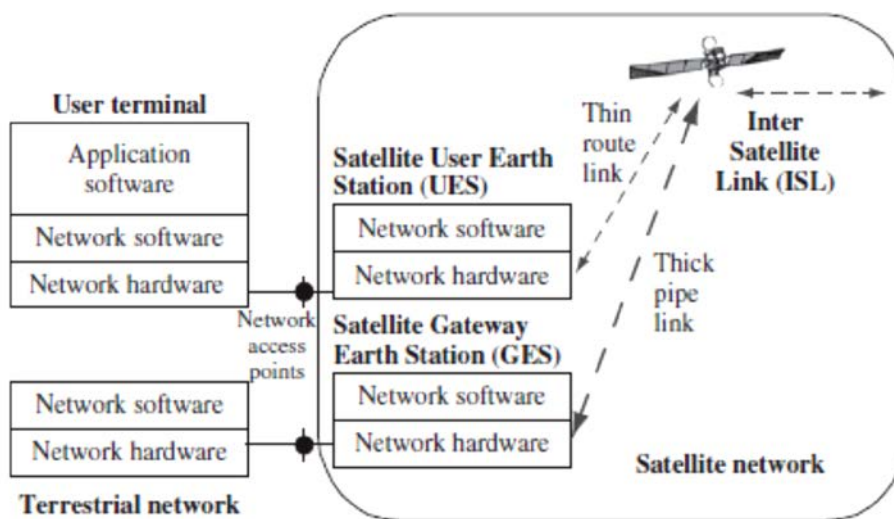 User terminal
Application
software
Network software
Network hardware
Network
access
points
Network software
Network hardware
Terrestrial network
Satellite User Earth
Station (UES)
Network software
Network hardware
Satellite Gateway
Earth Station (GES)
Network software
Network hardware
Thin
route
link
Thick
pipe
link
Inter
Satellite
Link (ISL)
Satellite network